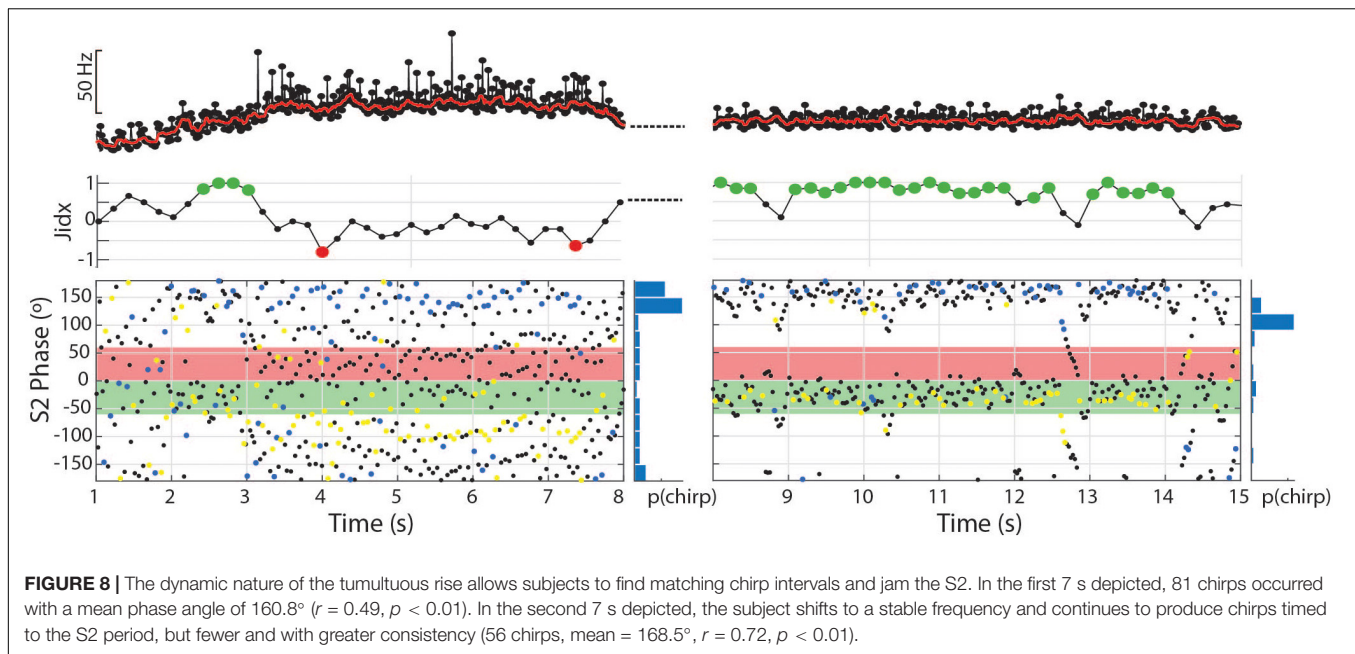 50 Hz
Jidx
1
0
-1
S2 Phase (º)
150
100
50
0
-50
-100
-150
1 2 3 4 5 6 7 8
p(chirp)
Time (s)
9 10 11 12 13 14 15
p(chirp)
Time (s)
FIGURE 8 | The dynamic nature of the tumultuous rise allows subjects to find matching chirp intervals and jam the S2. In the first 7 s depicted, 81 chirps occurred
with a mean phase angle of 160.8° (r = 0.49, p < 0.01). In the second 7 s depicted, the subject shifts to a stable frequency and continues to produce chirps timed
to the S2 period, but fewer and with greater consistency (56 chirps, mean = 168.5°, r = 0.72, p < 0.01).